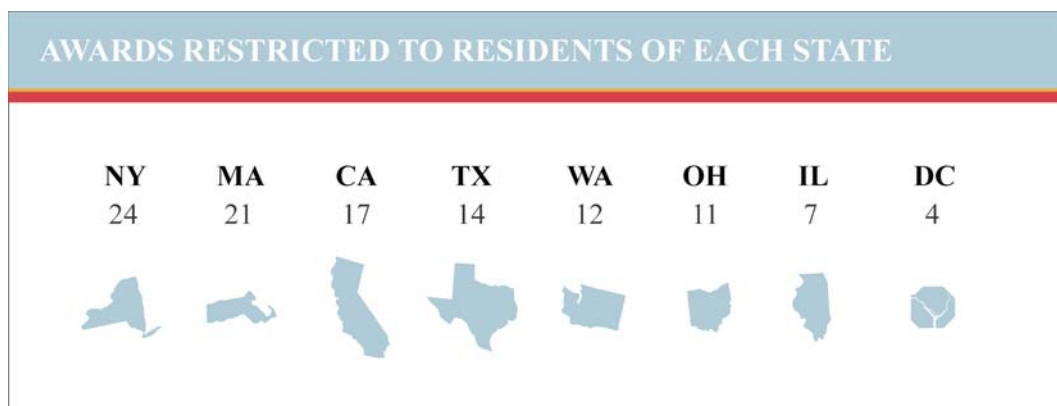 AWARDS RESTRICTED TO RESIDENTS OF EACH STATE
NY MA CA TX WA OH IL DC
24 21 17 14 12 11 7 4